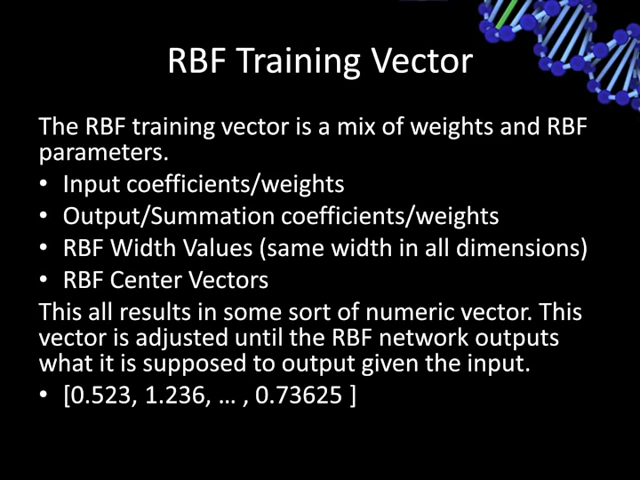 RBF Training Vector
The RBF training vector is a mix of weights and RBF
parameters.
• Input coefficients/weights
• Output/Summation coefficients/weights
• RBF Width Values (same width in all dimensions)
• RBF Center Vectors
This all results in some sort of numeric vector. This
vector is adjusted until the RBF network outputs
what it is supposed to output given the input.
• [0.523, 1.236, … , 0.73625 ]